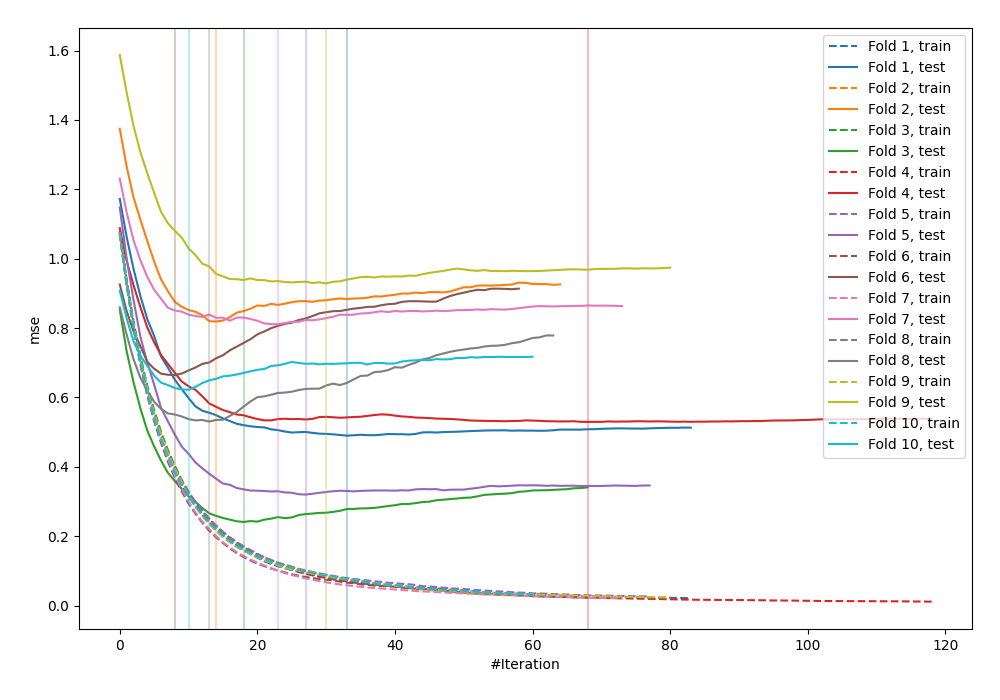 1.6
1.4
1.2
1.0
0.8
0.6
0.4
0.2
0.0
mse
0 20 40 60 80 100 120
#Iteration
Fold 1, train
Fold 1, test
Fold 2, train
Fold 2, test
Fold 3, train
Fold 3, test
Fold 4, train
Fold 4, test
Fold 5, train
Fold 5, test
Fold 6, train
Fold 6, test
Fold 7, train
Fold 7, test
Fold 8, train
Fold 8, test
Fold 9, train
Fold 9, test
Fold 10, train
Fold 10, test